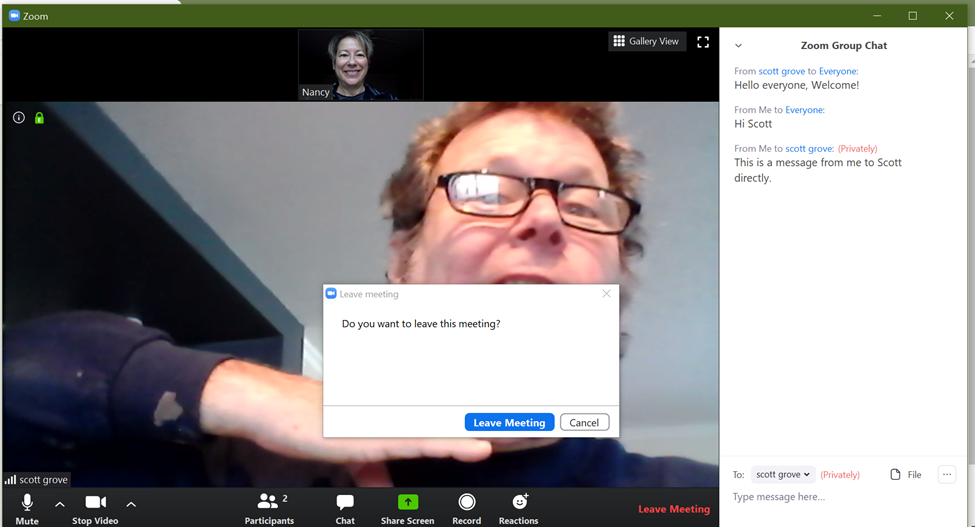 Zoom
Nancy
Gallery View
scott grove
Leave meeting
Do you want to leave this meeting?
Leave Meeting
Cancel
Mute
Stop Video
2
Participants
Chat
Share Screen
Record
Reactions
Leave Meeting
Zoom Group Chat
From scott grove to Everyone:
Hello everyone, Welcome!
From Me to Everyone:
Hi Scott
From Me to scott grove: (Privately)
This is a message from me to Scott
directly.
To: scott grove (Privately) File ...
Type message here...